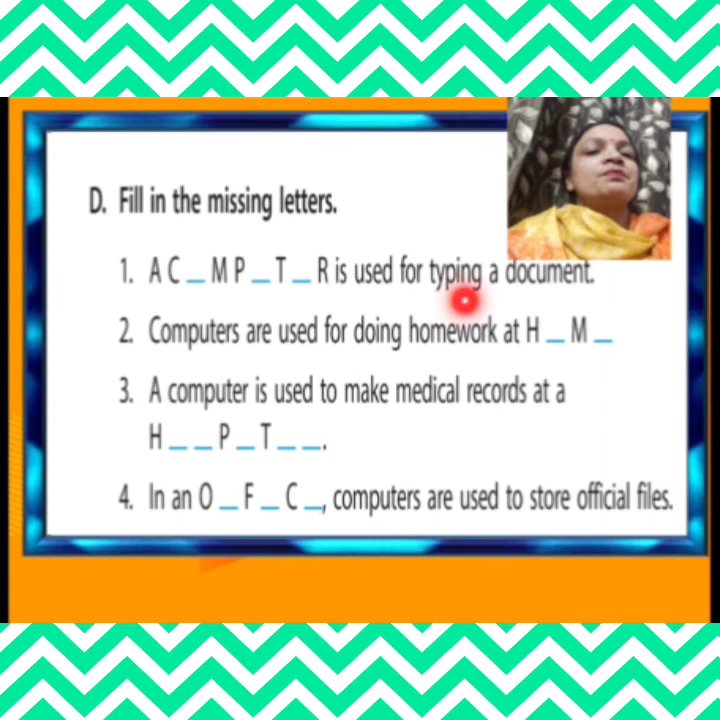 D. Fill in the missing letters.
1. A C _ M P _ T _ R is used for typing a document.
2. Computers are used for doing homework at H _ M _
3. A computer is used to make medical records at a
H _ _ P _ T _ _.
4. In an O _ F _ C _, computers are used to store official files.